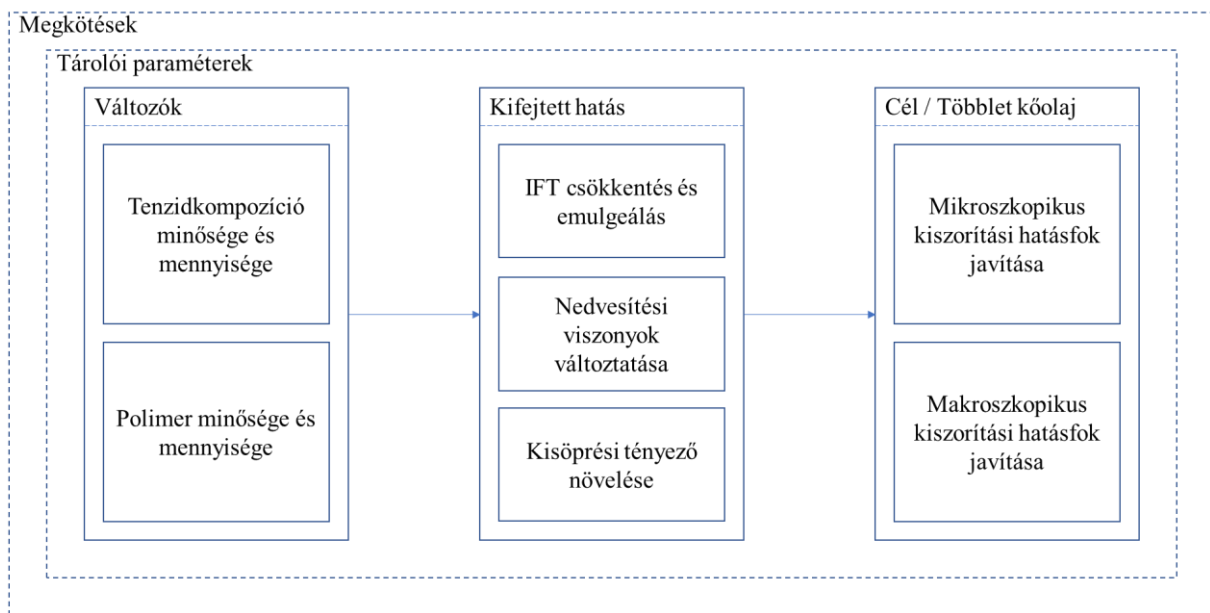 Megkötések
Tárolói paraméterek
Változók
Tenzidkompozíció
minősége és
mennyisége
Polimer minősége és
mennyisége
Kifejtett hatás
IFT csökkentés és
emulgeálás
Nedvesítési
viszonyok
változtatása
Kisöprési tényező
növelése
Cél / Többlet kőolaj
Mikroszkopikus
kiszorítási hatásfok
javítása
Makroszkopikus
kiszorítási hatásfok
javítása